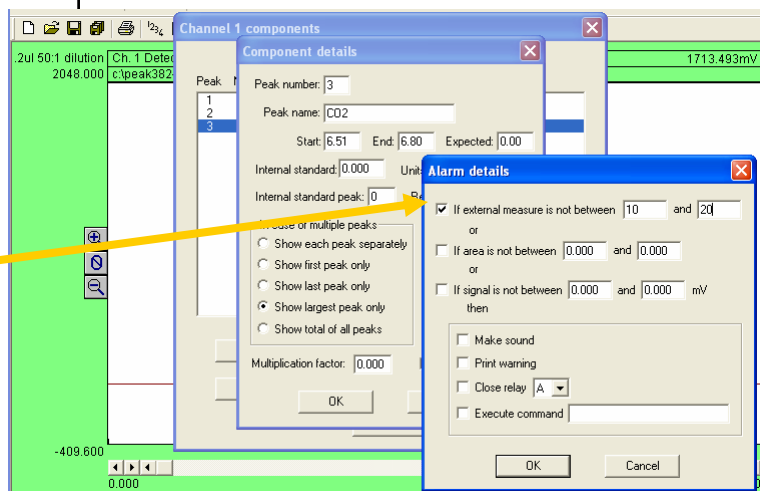 Channel 1 components
.2ul 50:1 dilution
Ch. 1
1713.493mV
2048.000
c:\peak382-
Peak
1
2
3
-409.600
0.000
Component details
Peak number: 3
Peak name: CO2
Start: 6.51 End: 6.80 Expected: 0.00
Internal standard: 0.000
Internal standard peak: 0
of multiple peaks
Show each peak separately
Show first peak only
Show last peak only
Show largest peak only
Show total of all peaks
Multiplication factor: 0.000
OK
Alarm details
If external measure is not between 10 and 20
or
If area is not between 0.000 and 0.000
or
If signal is not between 0.000 and 0.000 mV
then
Make sound
Print warning
Close relay A
Execute command
OK Cancel